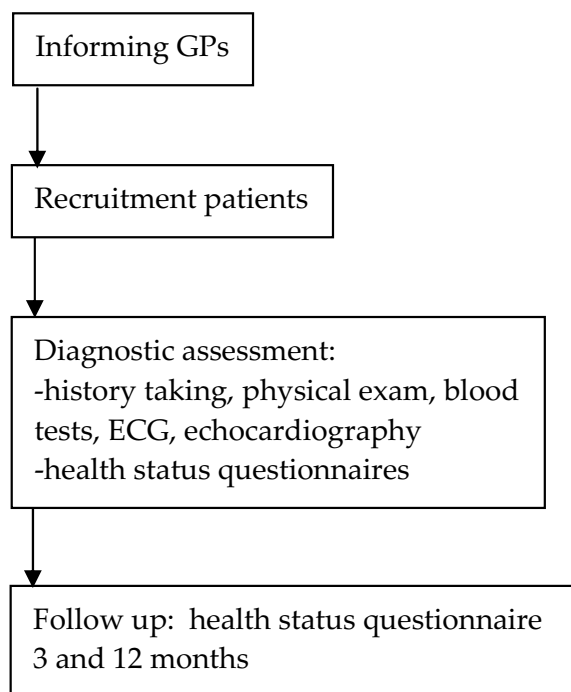 Informing GPs
Recruitment patients
Diagnostic assessment:
-history taking, physical exam, blood
tests, ECG, echocardiography
-health status questionnaires
Follow up:  health status questionnaire
3 and 12 months